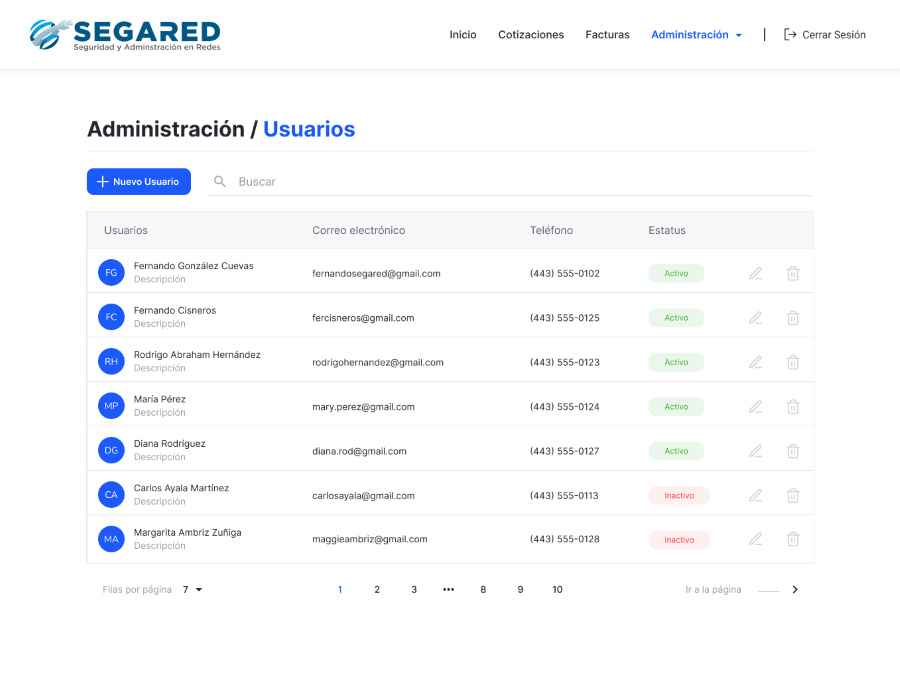 SEGARED
Seguridad y Adminstración en Redes
Inicio Cotizaciones Facturas Administración | Cerrar Sesión
Administración / Usuarios
Nuevo Usuario Buscar
Usuarios Correo electrónico Teléfono Estatus
FG Fernando González Cuevas fernandosegared@gmail.com (443) 555-0102 Activo
Descripción
FC Fernando Cisneros fercisneros@gmail.com (443) 555-0125 Activo
Descripción
RH Rodrigo Abraham Hernández rodrigohernandez@gmail.com (443) 555-0123 Activo
Descripción
MP María Pérez mary.perez@gmail.com (443) 555-0124 Activo
Descripción
DG Diana Rodríguez diana.rod@gmail.com (443) 555-0127 Activo
Descripción
CA Carlos Ayala Martínez carlosayala@gmail.com (443) 555-0113 Inactivo
Descripción
MA Margarita Ambriz Zuñiga maggieambriz@gmail.com (443) 555-0128 Inactivo
Descripción
Filas por página 7 1 2 3 ••• 8 9 10 Ir a la página